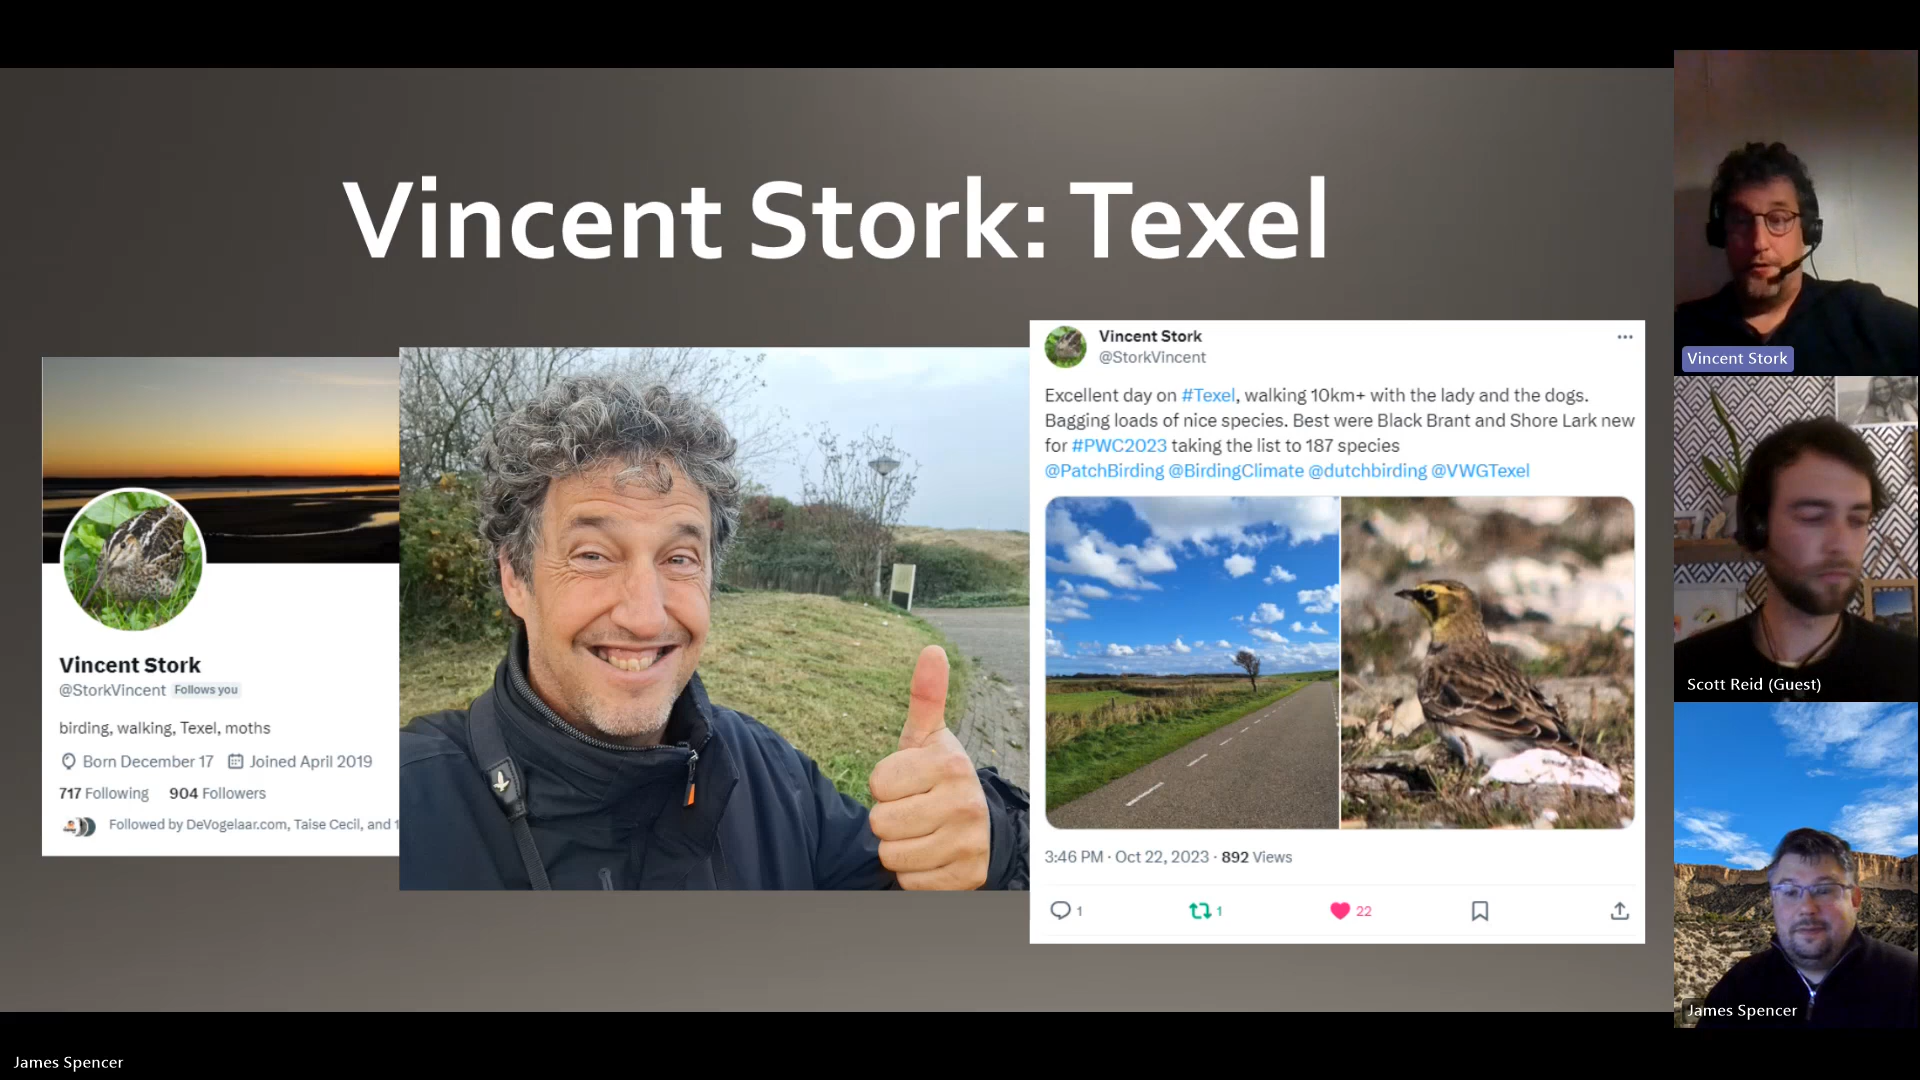 Vincent Stork: Texel
Vincent Stork
@StorkVincent Follows you
birding, walking, Texel, moths
Born December 17 Joined April 2019
717 Following 904 Followers
Followed by DeVogelaar.com, Taise Cecil, and 1
Vincent Stork
@StorkVincent
Excellent day on #Texel, walking 10km+ with the lady and the dogs.
Bagging loads of nice species. Best were Black Brant and Shore Lark new
for #PWC2023 taking the list to 187 species
@PatchBirding @BirdingClimate @dutchbirding @VWGTexel
3:46 PM · Oct 22, 2023 · 892 Views
1 1 22
Vincent Stork
Scott Reid (Guest)
James Spencer
James Spencer